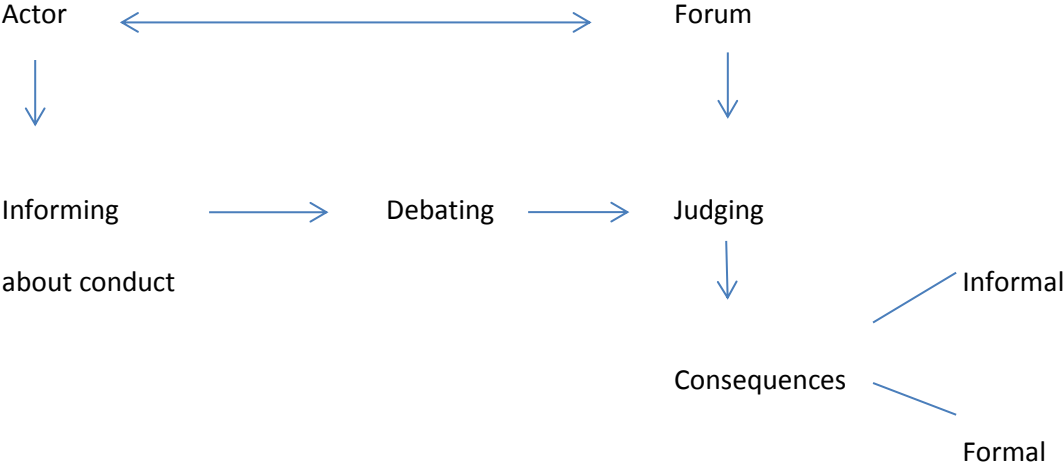 Actor
Forum
Informing
Debating
Judging
about conduct
Informal
Consequences
Formal